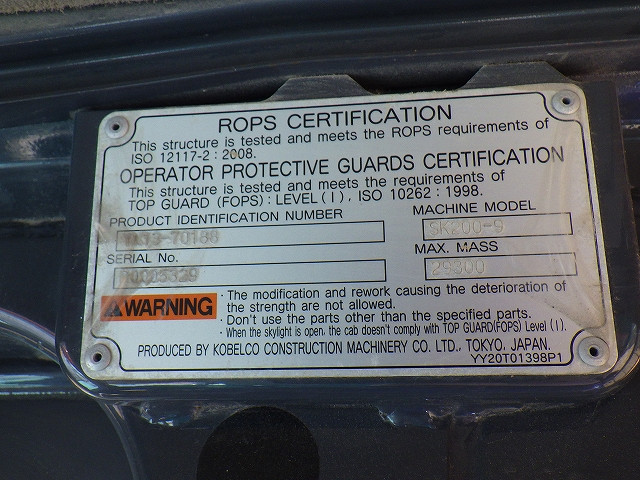 ROPS CERTIFICATION
This structure is tested and meets the ROPS requirements of
ISO 12117-2 : 2008.
OPERATOR PROTECTIVE GUARDS CERTIFICATION
This structure is tested and meets the requirements of
TOP GUARD (FOPS) : LEVEL ( I ), ISO 10262 : 1998.
PRODUCT IDENTIFICATION NUMBER
MACHINE MODEL
SK200-9
SERIAL No.
MAX. MASS
29300
WARNING
· The modification and rework causing the deterioration of
the strength are not allowed.
· Don't use the parts other than the specified parts.
· When the skylight is open, the cab doesn't comply with TOP GUARD(FOPS) Level ( I ).
PRODUCED BY KOBELCO CONSTRUCTION MACHINERY CO. LTD., TOKYO, JAPAN.
YY20T01398P1